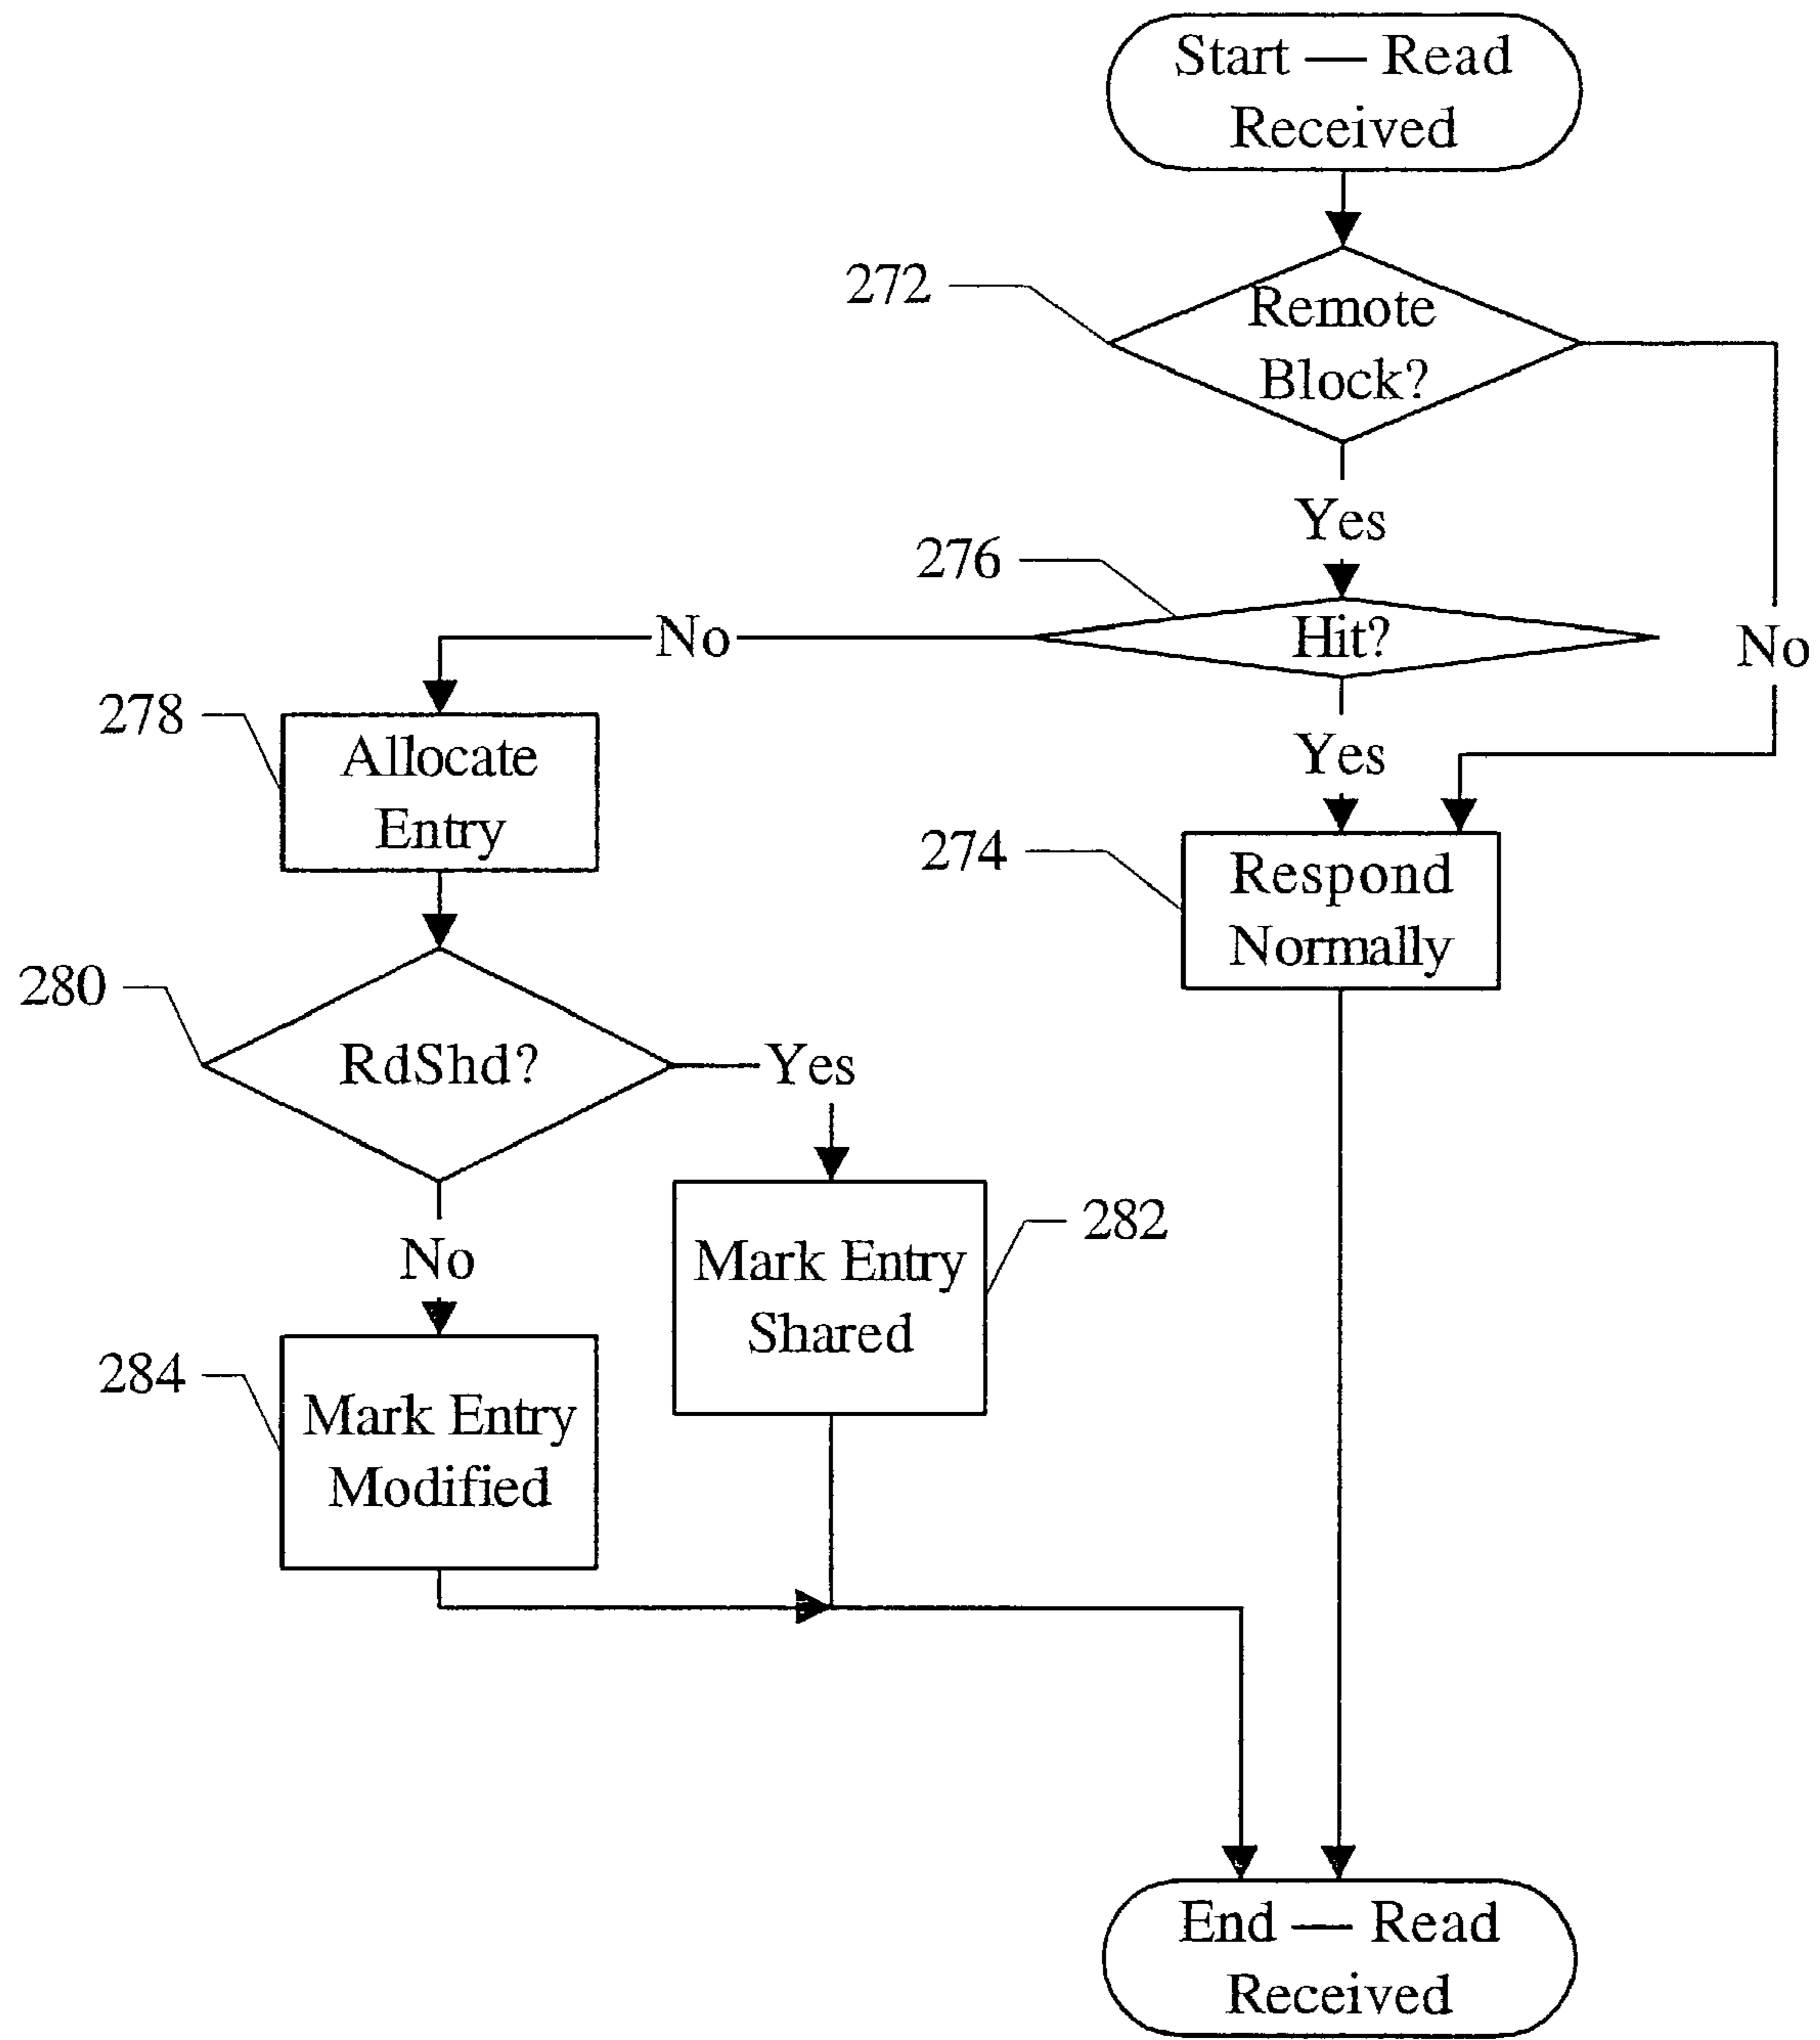 Start — Read
Received
272
Remote
Block?
Yes
276
Hit?
No
No
278
Allocate
Entry
Yes
274
Respond
Normally
280
RdShd?
Yes
282
Mark Entry
Shared
No
284
Mark Entry
Modified
End — Read
Received